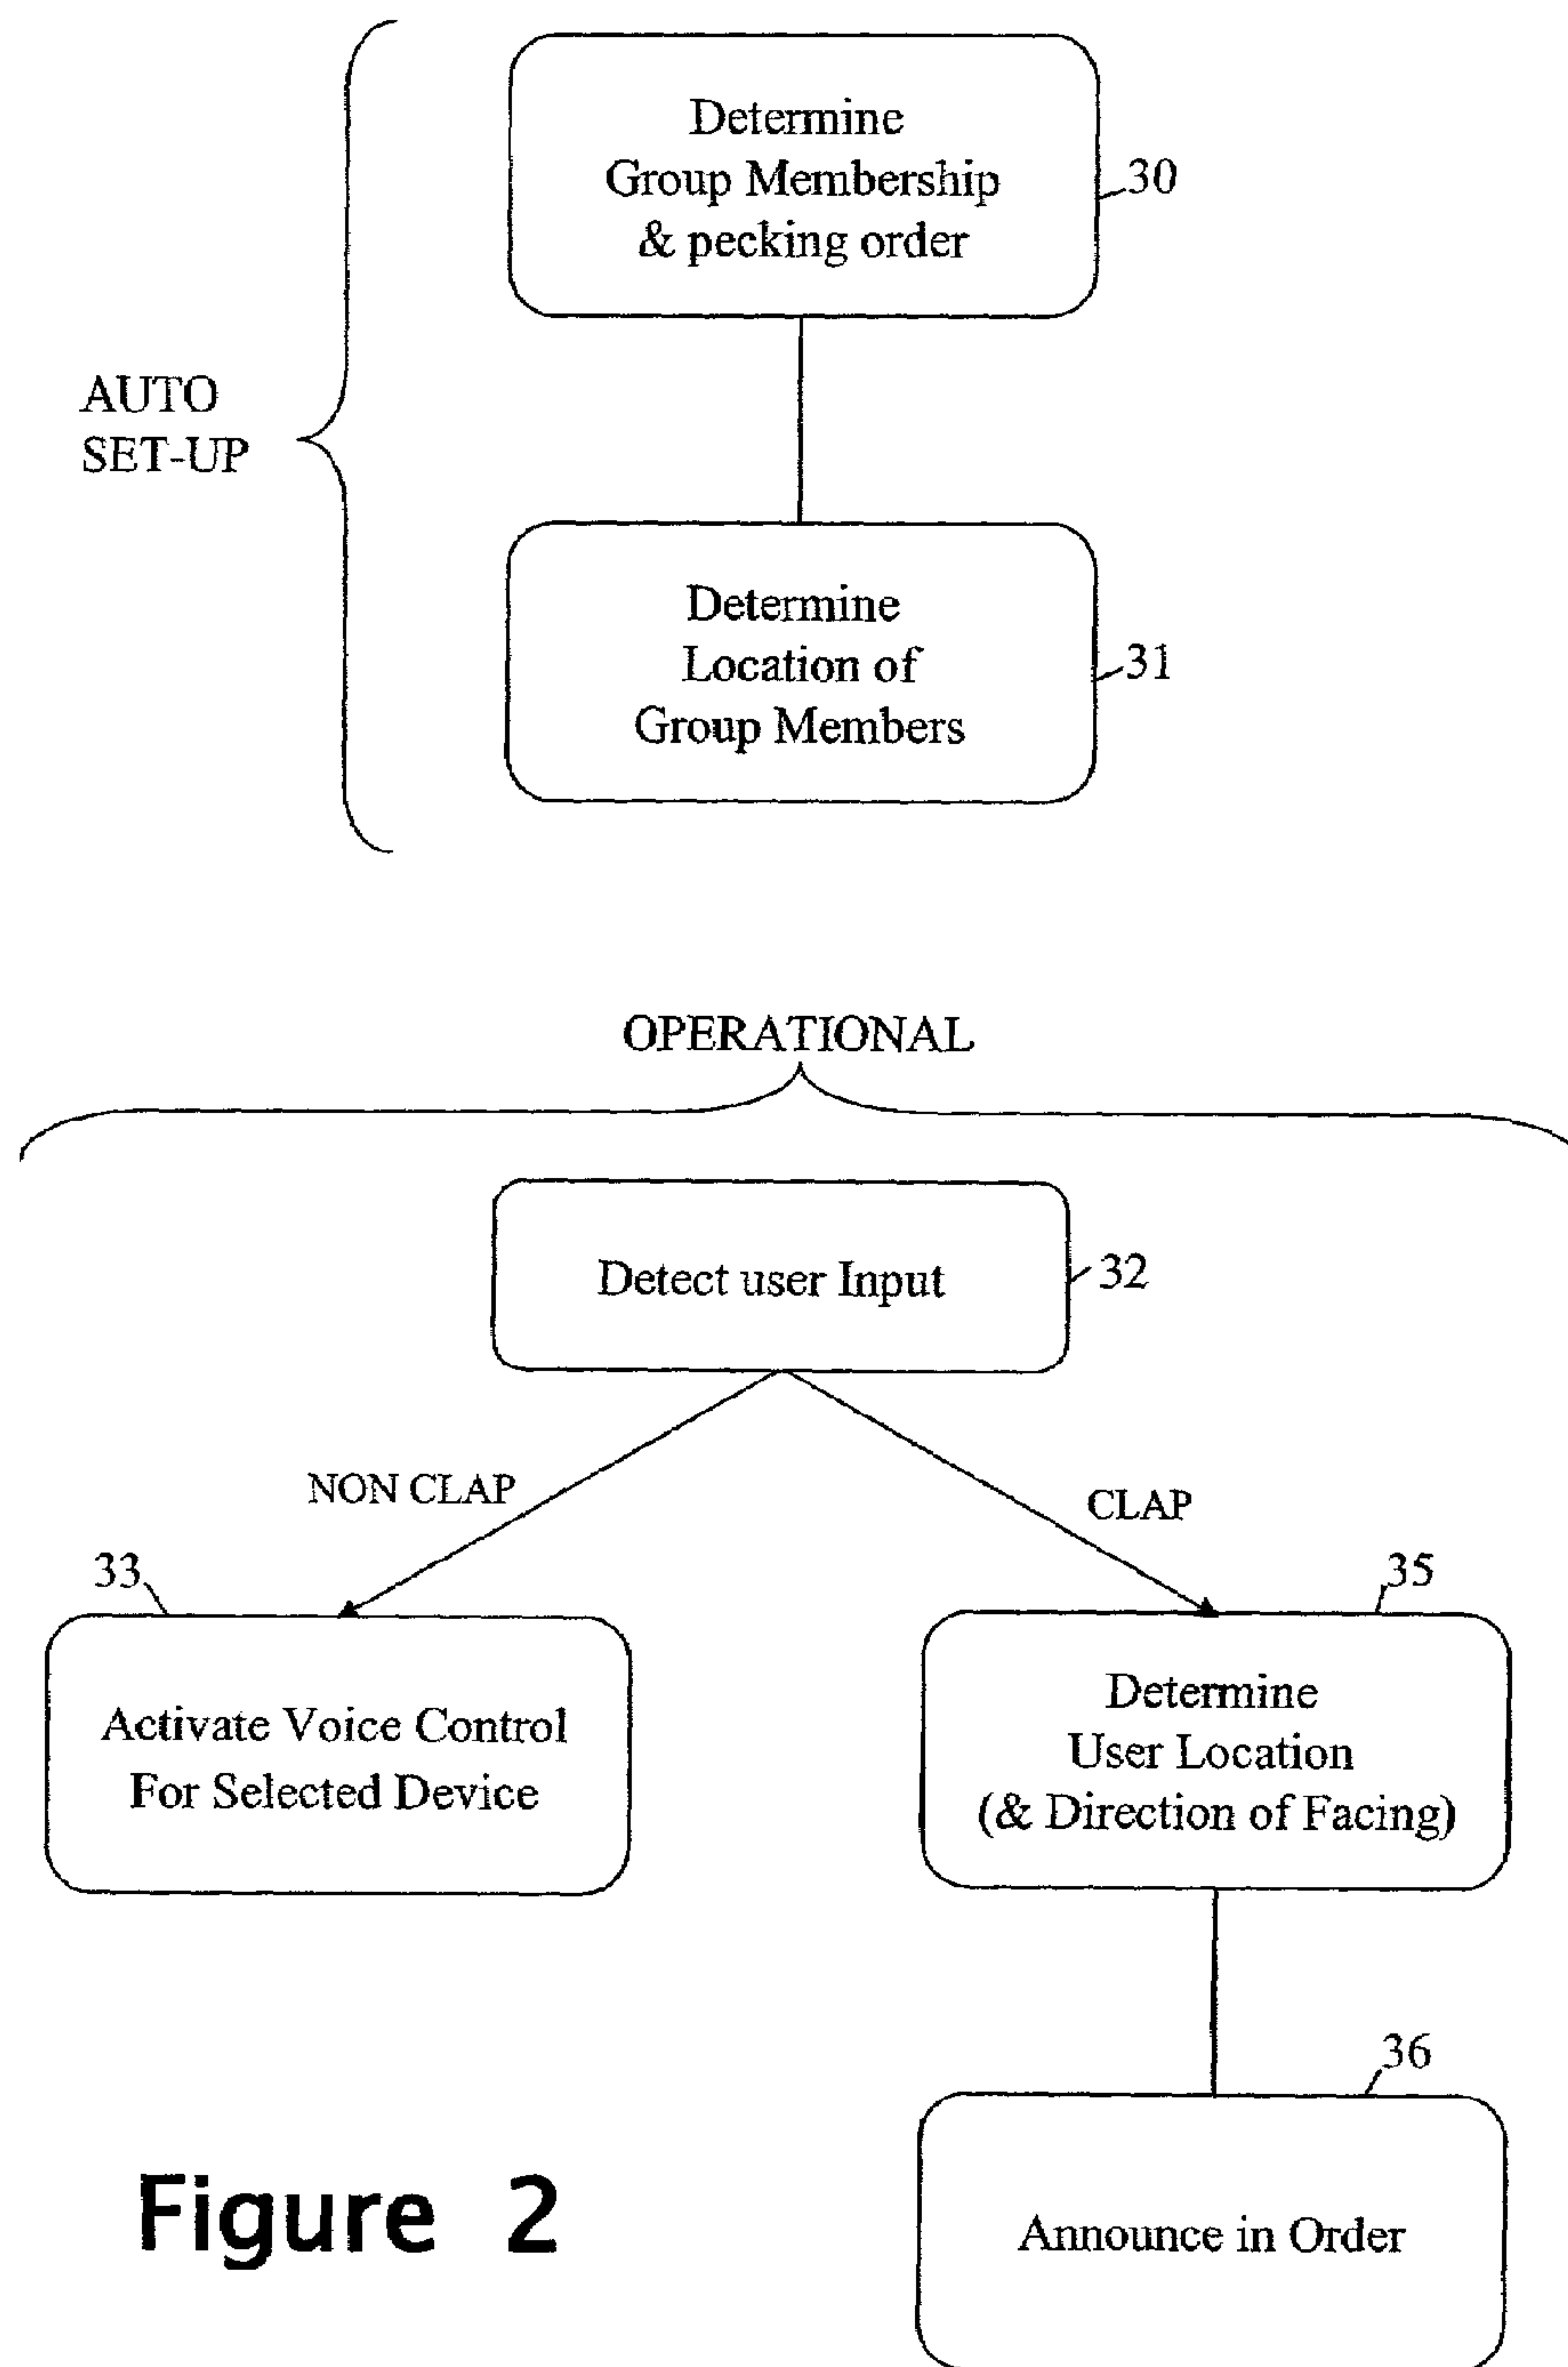 Determine
Group Membership
& pecking order
30
AUTO
SET-UP
Determine
Location of
Group Members
31
OPERATIONAL
Detect user Input
32
NON CLAP
CLAP
33
35
Activate Voice Control
For Selected Device
Determine
User Location
(& Direction of Facing)
36
Announce in Order
Figure 2